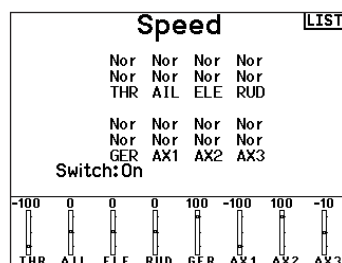 Speed
LIST
Nor Nor Nor Nor
Nor Nor Nor Nor
THR AIL ELE RUD
Nor Nor Nor Nor
Nor Nor Nor Nor
GER AX1 AX2 AX3
Switch:On
-100 0 0 0 100 -100 100 -10
THR AIL ELE RUD GER AX1 AX2 AX3